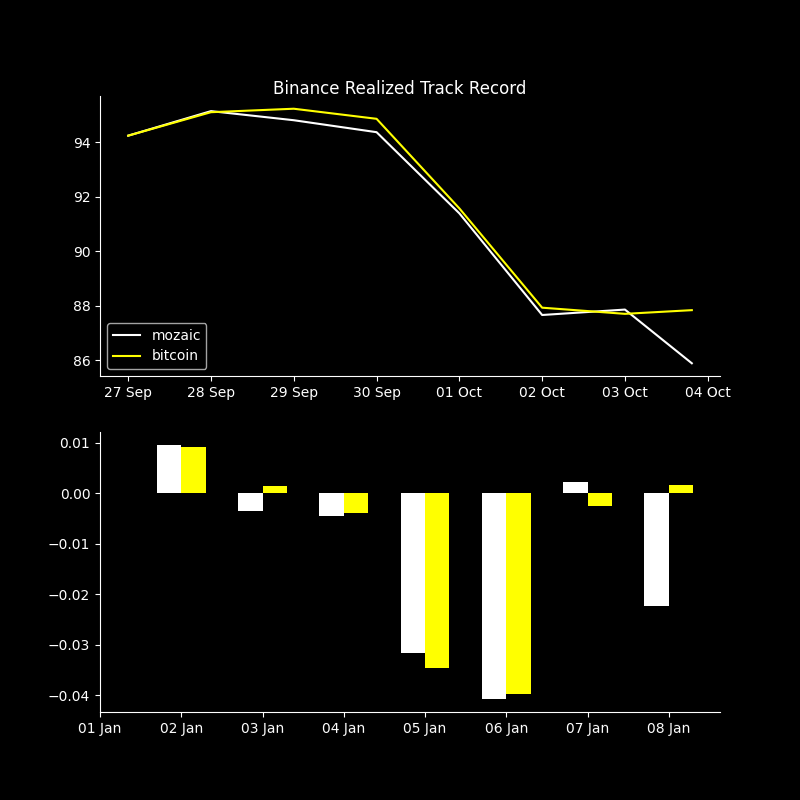 Binance Realized Track Record
94
92
90
88
86
mozaic
bitcoin
27 Sep 28 Sep 29 Sep 30 Sep 01 Oct 02 Oct 03 Oct 04 Oct
0.01
0.00
−0.01
−0.02
−0.03
−0.04
01 Jan 02 Jan 03 Jan 04 Jan 05 Jan 06 Jan 07 Jan 08 Jan